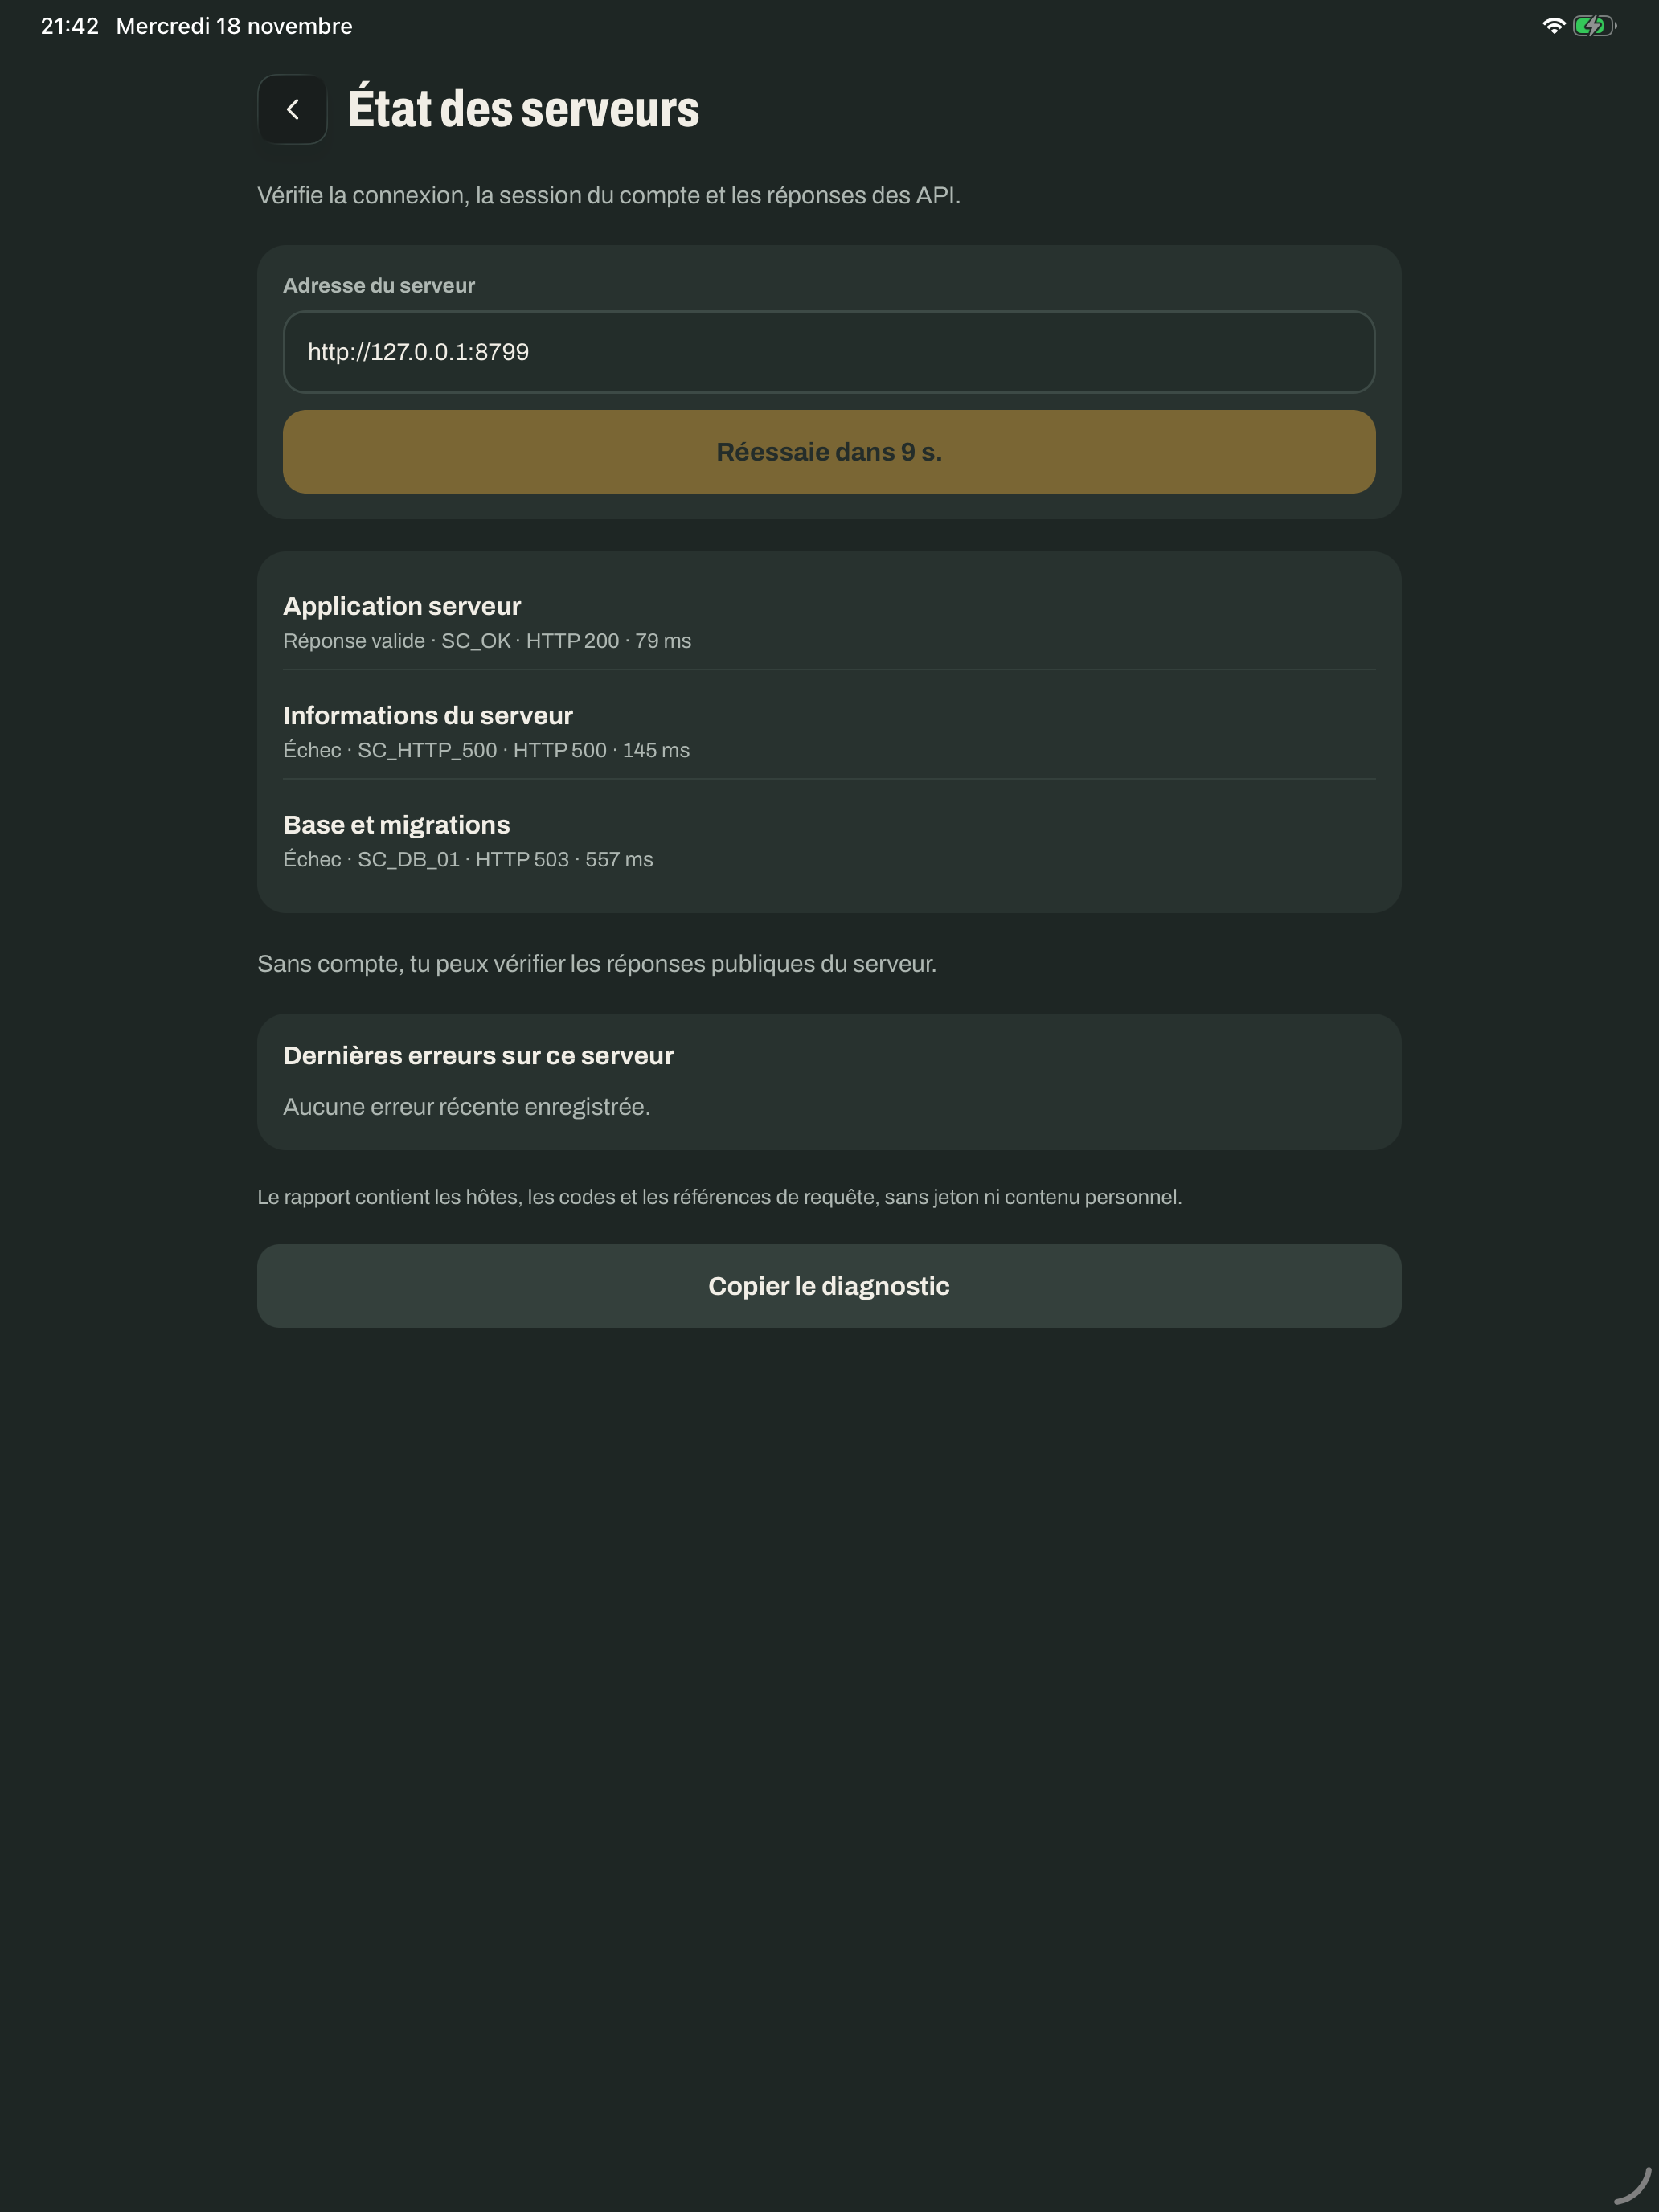 21:42 Mercredi 18 novembre
État des serveurs
Vérifie la connexion, la session du compte et les réponses des API.
Adresse du serveur
http://127.0.0.1:8799
Réessaie dans 9 s.
Application serveur
Réponse valide · SC_OK · HTTP 200 · 79 ms
Informations du serveur
Échec · SC_HTTP_500 · HTTP 500 · 145 ms
Base et migrations
Échec · SC_DB_01 · HTTP 503 · 557 ms
Sans compte, tu peux vérifier les réponses publiques du serveur.
Dernières erreurs sur ce serveur
Aucune erreur récente enregistrée.
Le rapport contient les hôtes, les codes et les références de requête, sans jeton ni contenu personnel.
Copier le diagnostic